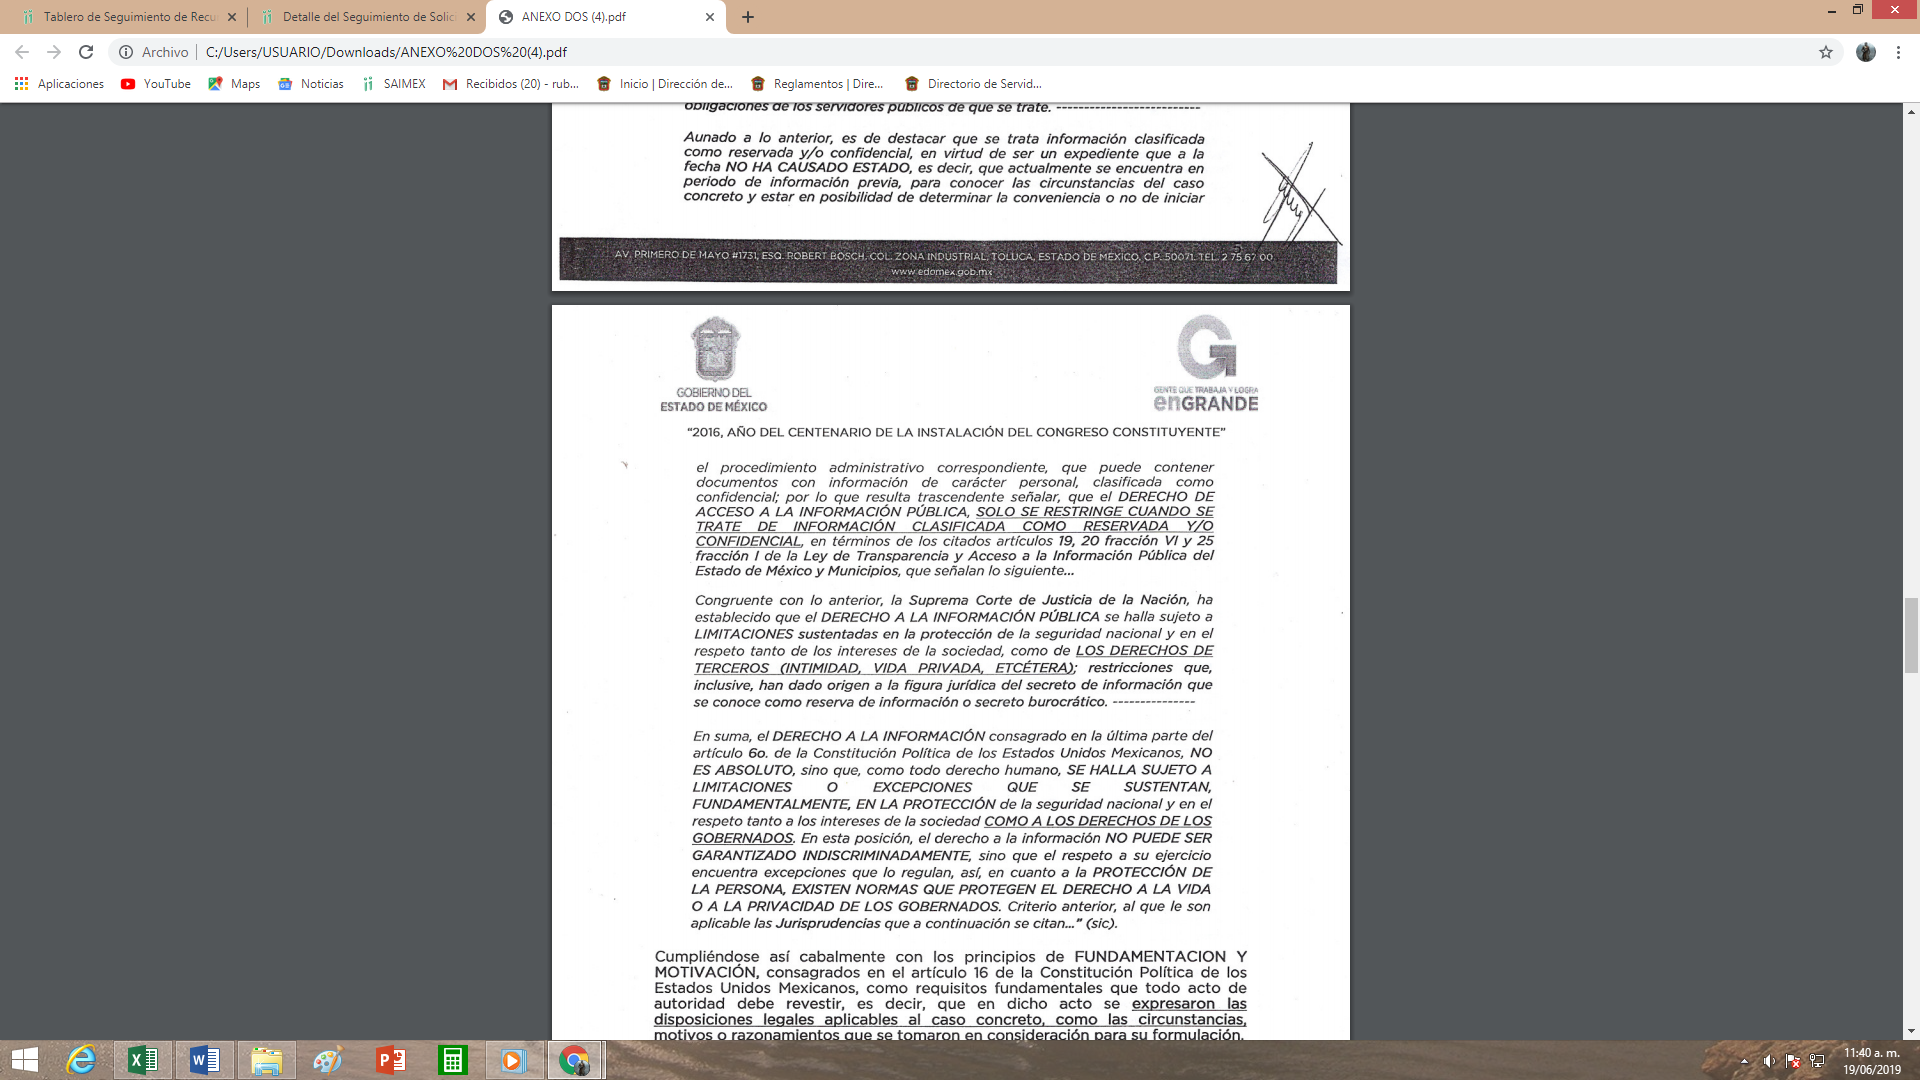 Tablero de Seguimiento de Recu
Detalle del Seguimiento de Solic
ANEXO DOS (4).pdf
Archivo
C:/Users/USUARIO/Downloads/ANEXO%20DOS%20(4).pdf
Aplicaciones
YouTube
Maps
Noticias
SAIMEX
Recibidos (20) - rub...
Inicio | Dirección de...
Reglamentos | Dire...
Directorio de Servid...
obligaciones de los servidores públicos de que se trate. --------------------------
Aunado a lo anterior, es de destacar que se trata información clasificada
como reservada y/o confidencial, en virtud de ser un expediente que a la
fecha NO HA CAUSADO ESTADO, es decir, que actualmente se encuentra en
periodo de información previa, para conocer las circunstancias del caso
concreto y estar en posibilidad de determinar la conveniencia o no de iniciar
5
AV. PRIMERO DE MAYO #1731, ESQ. ROBERT BOSCH, COL. ZONA INDUSTRIAL, TOLUCA, ESTADO DE MÉXICO, C.P. 50071. TEL. 2 75 67 00
www.edomex.gob.mx
GOBIERNO DEL
ESTADO DE MÉXICO
GENTE QUE TRABAJA Y LOGRA
enGRANDE
“2016, AÑO DEL CENTENARIO DE LA INSTALACIÓN DEL CONGRESO CONSTITUYENTE”
el procedimiento administrativo correspondiente, que puede contener
documentos con información de carácter personal, clasificada como
confidencial; por lo que resulta trascendente señalar, que el DERECHO DE
ACCESO A LA INFORMACIÓN PÚBLICA, SOLO SE RESTRINGE CUANDO SE
TRATE DE INFORMACIÓN CLASIFICADA COMO RESERVADA Y/O
CONFIDENCIAL, en términos de los citados artículos 19, 20 fracción VI y 25
fracción I de la Ley de Transparencia y Acceso a la Información Pública del
Estado de México y Municipios, que señalan lo siguiente...
Congruente con lo anterior, la Suprema Corte de Justicia de la Nación, ha
establecido que el DERECHO A LA INFORMACIÓN PÚBLICA se halla sujeto a
LIMITACIONES sustentadas en la protección de la seguridad nacional y en el
respeto tanto de los intereses de la sociedad, como de LOS DERECHOS DE
TERCEROS (INTIMIDAD, VIDA PRIVADA, ETCÉTERA); restricciones que,
inclusive, han dado origen a la figura jurídica del secreto de información que
se conoce como reserva de información o secreto burocrático. ---------------
En suma, el DERECHO A LA INFORMACIÓN consagrado en la última parte del
artículo 6o. de la Constitución Política de los Estados Unidos Mexicanos, NO
ES ABSOLUTO, sino que, como todo derecho humano, SE HALLA SUJETO A
LIMITACIONES O EXCEPCIONES QUE SE SUSTENTAN,
FUNDAMENTALMENTE, EN LA PROTECCIÓN de la seguridad nacional y en el
respeto tanto a los intereses de la sociedad COMO A LOS DERECHOS DE LOS
GOBERNADOS. En esta posición, el derecho a la información NO PUEDE SER
GARANTIZADO INDISCRIMINADAMENTE, sino que el respeto a su ejercicio
encuentra excepciones que lo regulan, así, en cuanto a la PROTECCIÓN DE
LA PERSONA, EXISTEN NORMAS QUE PROTEGEN EL DERECHO A LA VIDA
O A LA PRIVACIDAD DE LOS GOBERNADOS. Criterio anterior, al que le son
aplicable las Jurisprudencias que a continuación se citan...” (sic).
Cumpliéndose así cabalmente con los principios de FUNDAMENTACION Y
MOTIVACIÓN, consagrados en el artículo 16 de la Constitución Política de los
Estados Unidos Mexicanos, como requisitos fundamentales que todo acto de
autoridad debe revestir, es decir, que en dicho acto se expresaron las
disposiciones legales aplicables al caso concreto, como las circunstancias,
motivos o razonamientos que se tomaron en consideración para su formulación.
11:40 a. m.
19/06/2019